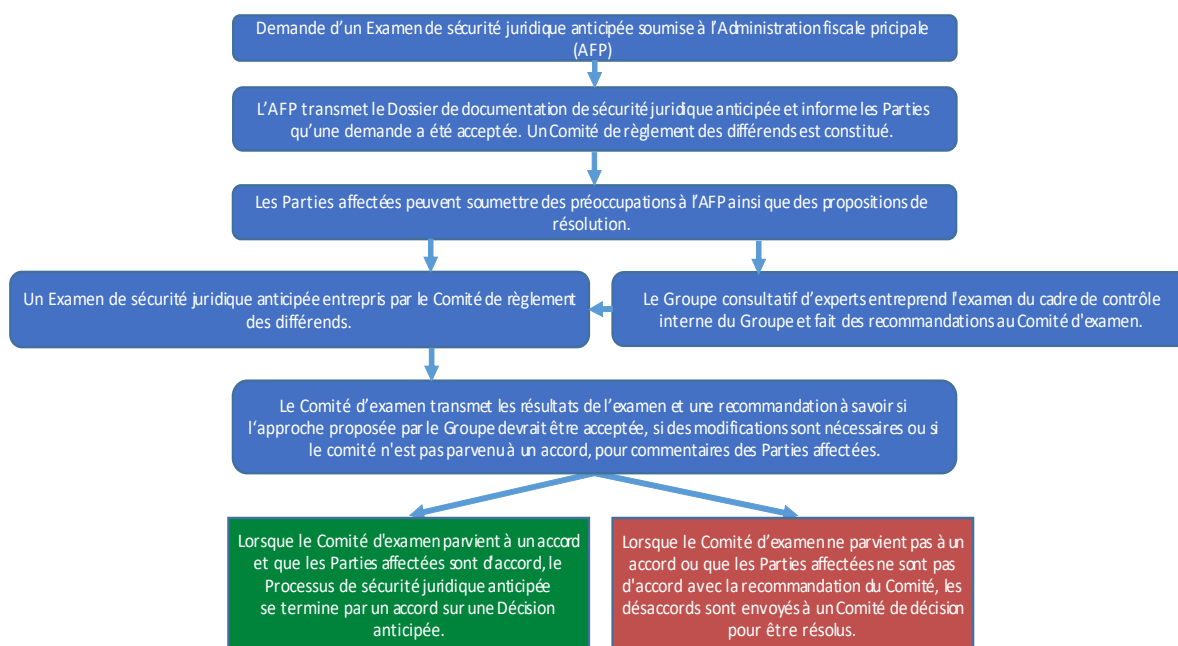 Demande d'un Examen de sécurité juridique anticipée soumise à l'Administration fiscale pricipale
(AFP)
L'AFP transmet le Dossier de documentation de sécurité juridique anticipée et informe les Parties
qu'une demande a été acceptée. Un Comité de règlement des différends est constitué.
Les Parties affectées peuvent soumettre des préoccupations à l'AFP ainsi que des propositions de
résolution.
Un Examen de sécurité juridique anticipée entrepris par le Comité de règlement
des différends.
Le Groupe consultatif d'experts entreprend l'examen du cadre de contrôle
interne du Groupe et fait des recommandations au Comité d'examen.
Le Comité d'examen transmet les résultats de l'examen et une recommandation à savoir si
l'approche proposée par le Groupe devrait être acceptée, si des modifications sont nécessaires ou si
le comité n'est pas parvenu à un accord, pour commentaires des Parties affectées.
Lorsque le Comité d'examen parvient à un accord
et que les Parties affectées sont d'accord, le
Processus de sécurité juridique anticipée
se termine par un accord sur une Décision
anticipée.
Lorsque le Comité d'examen ne parvient pas à un
accord ou que les Parties affectées ne sont pas
d'accord avec la recommandation du Comité, les
désaccords sont envoyés à un Comité de décision
pour être résolus.